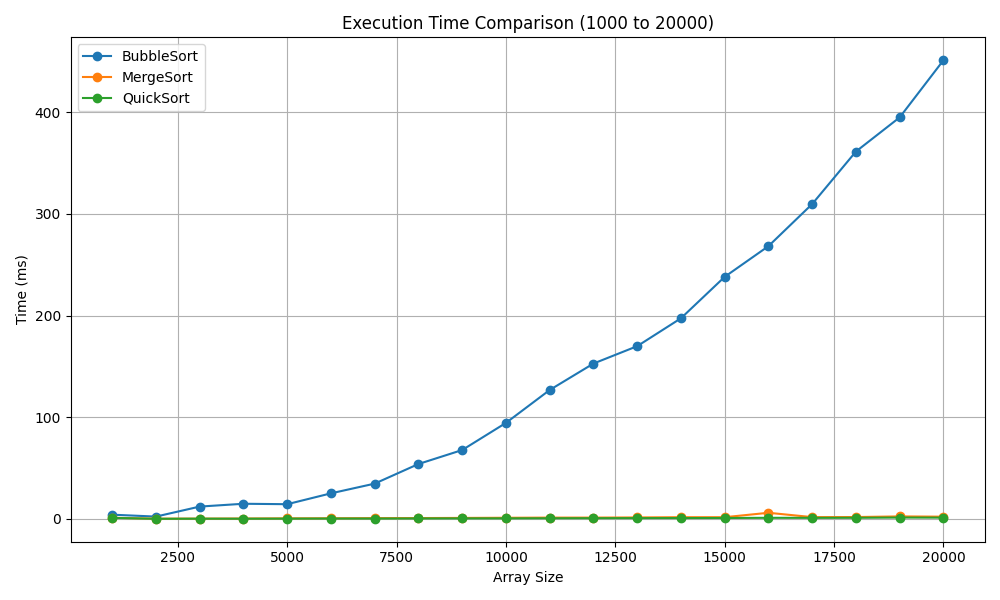 Execution Time Comparison (1000 to 20000)
BubbleSort
MergeSort
QuickSort
Time (ms)
400
300
200
100
0
2500 5000 7500 10000 12500 15000 17500 20000
Array Size